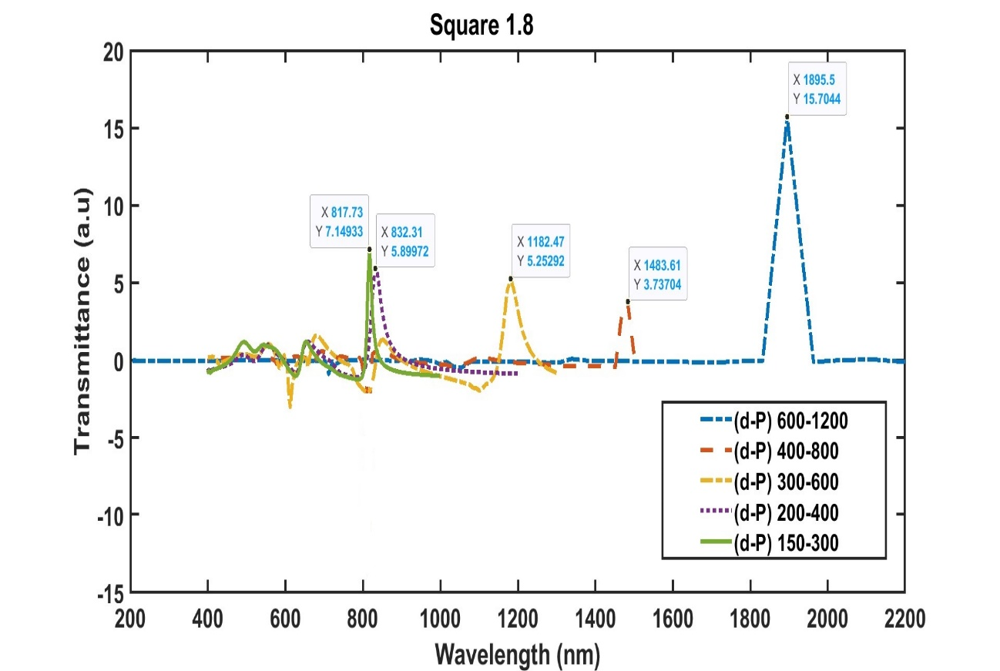 Square 1.8
X 1895.5
Y 15.7044
X 817.73
Y 7.14933
X 832.31
Y 5.89972
X 1182.47
Y 5.25292
X 1483.61
Y 3.73704
20
15
10
5
0
-5
-10
-15
Transmittance (a.u)
(d-P) 600-1200
(d-P) 400-800
(d-P) 300-600
(d-P) 200-400
(d-P) 150-300
200 400 600 800 1000 1200 1400 1600 1800 2000 2200
Wavelength (nm)